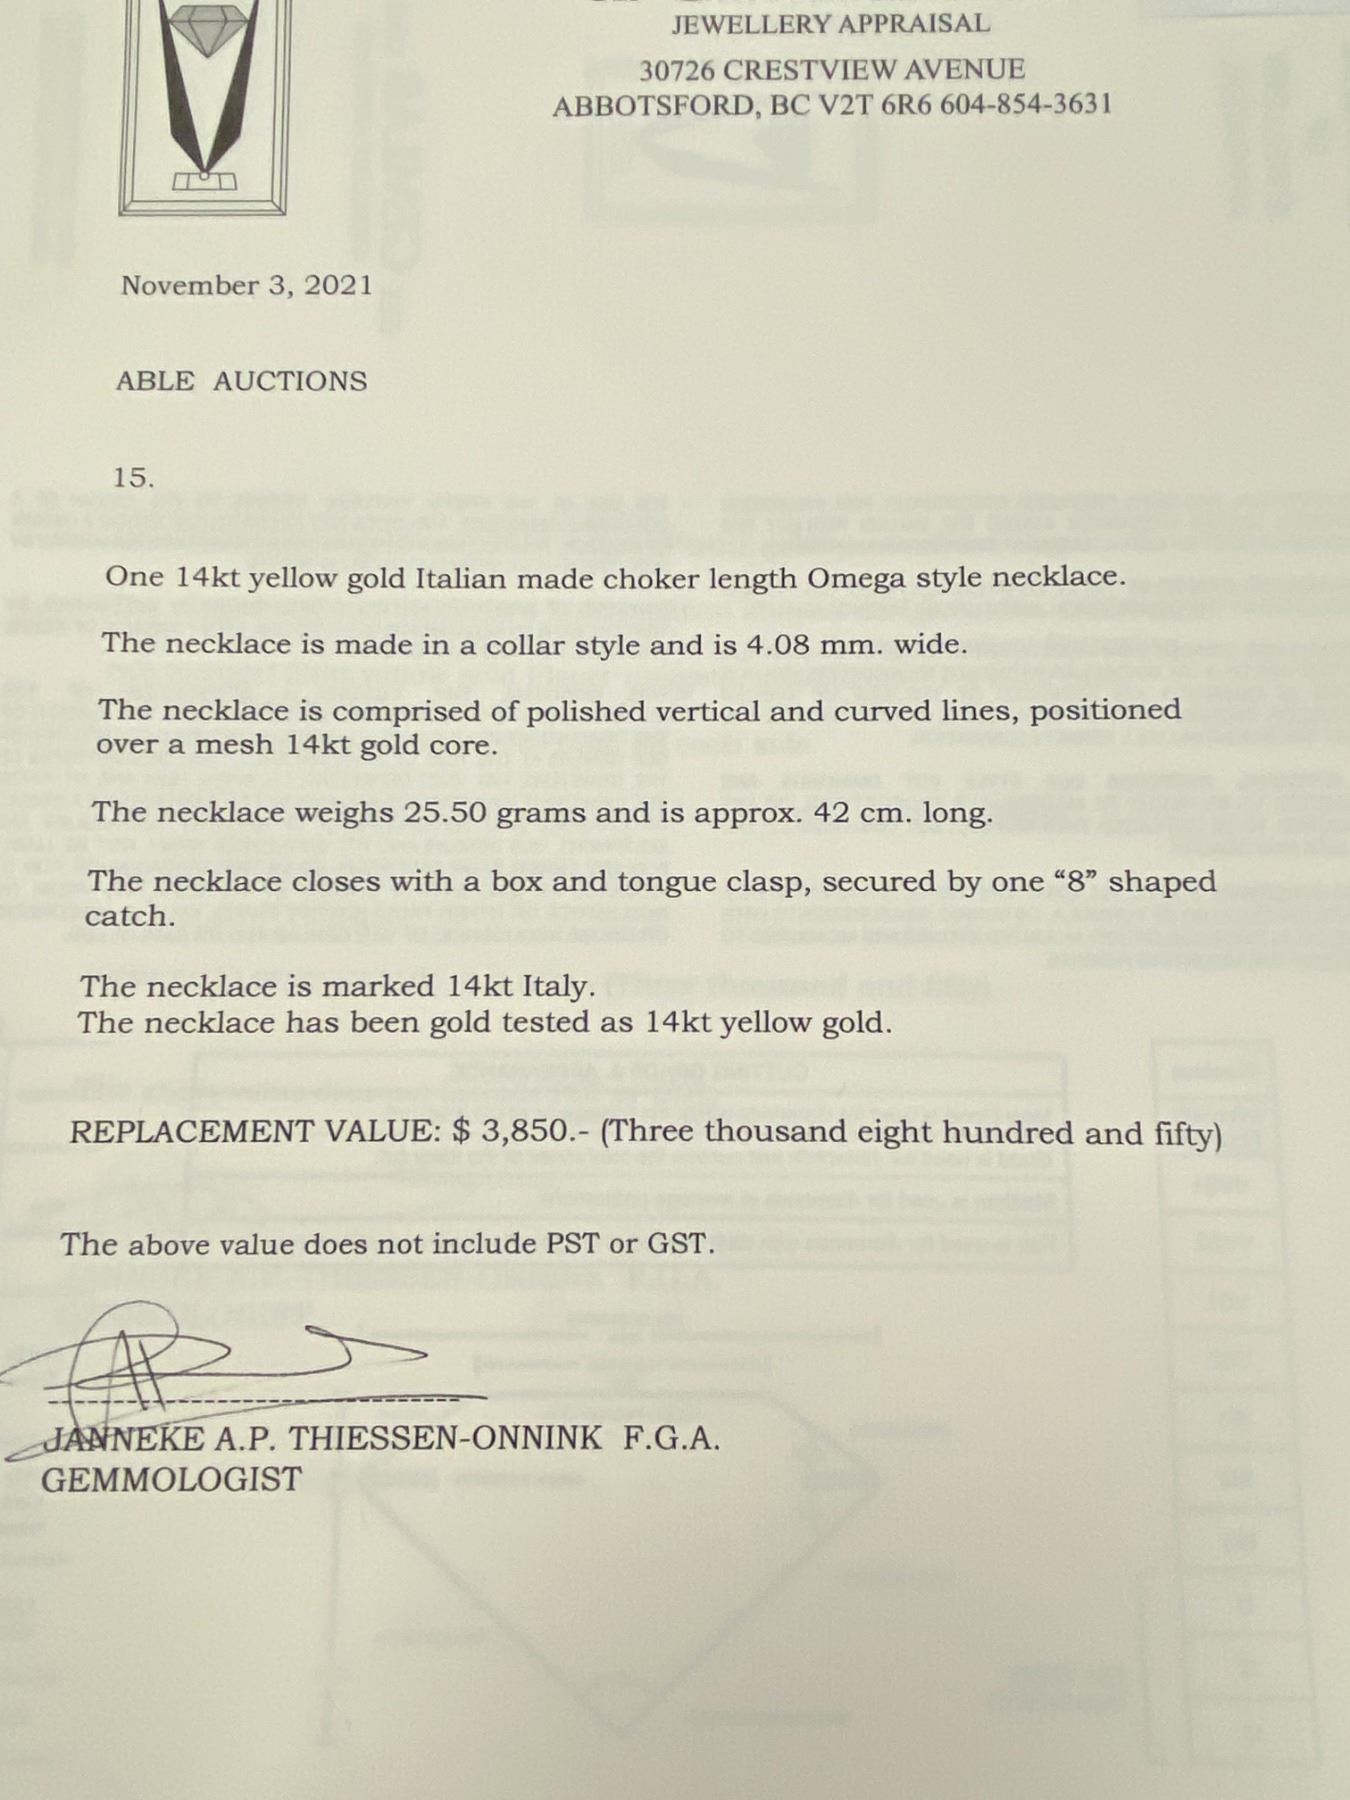 JEWELLERY APPRAISAL
30726 CRESTVIEW AVENUE
ABBOTSFORD, BC V2T 6R6 604-854-3631
November 3, 2021
ABLE AUCTIONS
15.
One 14kt yellow gold Italian made choker length Omega style necklace.
The necklace is made in a collar style and is 4.08 mm. wide.
The necklace is comprised of polished vertical and curved lines, positioned
over a mesh 14kt gold core.
The necklace weighs 25.50 grams and is approx. 42 cm. long.
The necklace closes with a box and tongue clasp, secured by one “8” shaped
catch.
The necklace is marked 14kt Italy.
The necklace has been gold tested as 14kt yellow gold.
REPLACEMENT VALUE: $ 3,850.- (Three thousand eight hundred and fifty)
The above value does not include PST or GST.
JANNEKE A.P. THIESSEN-ONNINK F.G.A.
GEMMOLOGIST